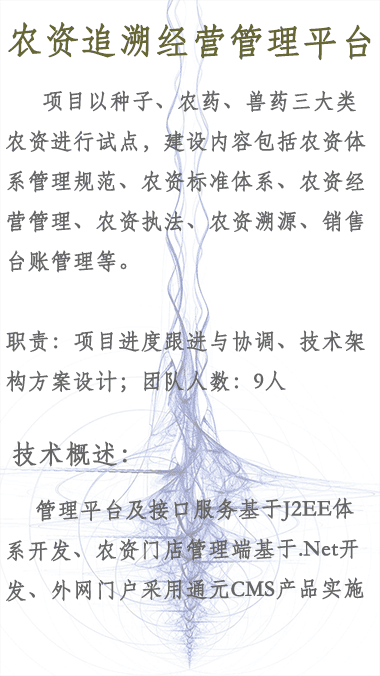 农资追溯经营管理平台
项目以种子、农药、兽药三大类
农资进行试点，建设内容包括农资体
系管理规范、农资标准体系、农资经
营管理、农资执法、农资溯源、销售
台账管理等。
职责：项目进度跟进与协调、技术架
构方案设计；团队人数：9人
技术概述：
管理平台及接口服务基于J2EE体
系开发、农资门店管理端基于.Net开
发、外网门户采用通元CMS产品实施